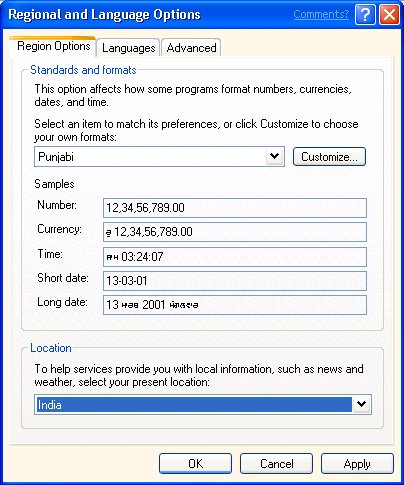 Regional and Language Options Comments? ?
Region Options Languages Advanced
Standards and formats
This option affects how some programs format numbers, currencies,
dates, and time.
Select an item to match its preferences, or click Customize to choose
your own formats:
Punjabi Customize...
Samples
Number: 12,34,56,789.00
Currency: ਰੁ 12,34,56,789.00
Time: 03:24:07
Short date: 13-03-01
Long date: 13 ਮਾਰਚ 2001 ਮੰਗਲਵਾਰ
Location
To help services provide you with local information, such as news and
weather, select your present location:
India
OK Cancel Apply